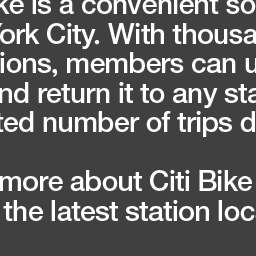 ke is a convenient so
York City. With thousa
ions, members can u
nd return it to any sta
ted number of trips d
more about Citi Bike
the latest station loc